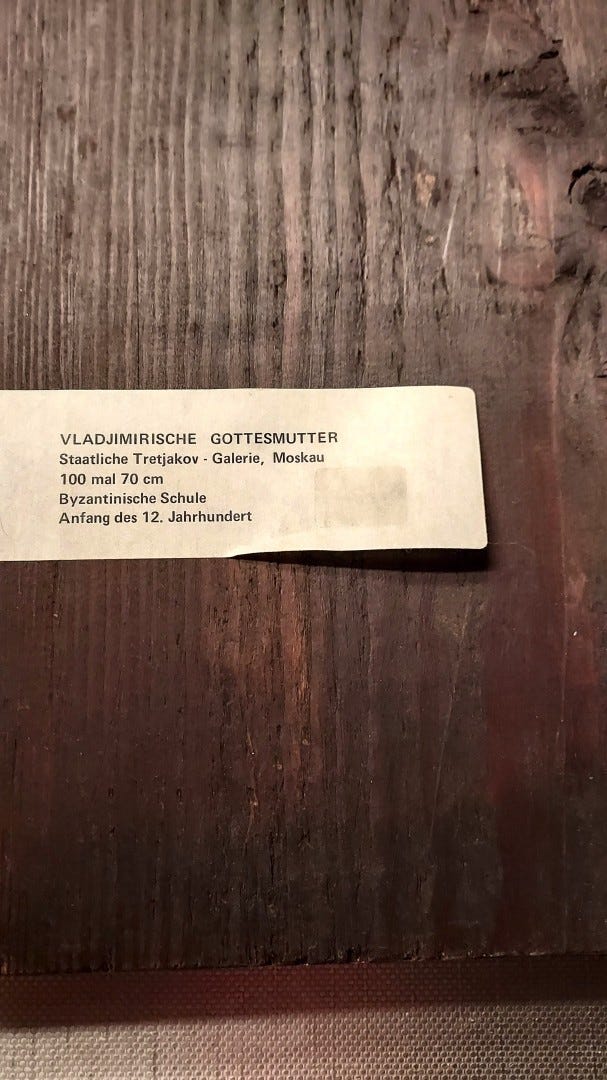 VLADJIMIRISCHE GOTTESMUTTER
Staatliche Tretjakov - Galerie, Moskau
100 mal 70 cm
Byzantinische Schule
Anfang des 12. Jahrhundert